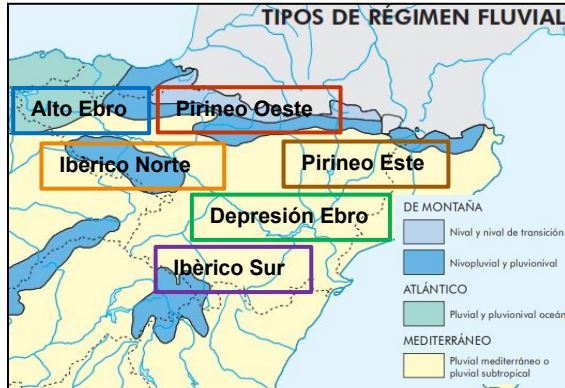 TIPOS DE RÉGIMEN FLUVIAL
Alto Ebro
Pirineo Oeste
Ibérico Norte
Pirineo Este
Depresión Ebro
Ibérico Sur
DE MONTAÑA
Nival y nival de transición
Nivopluvial y pluvionival
ATLÁNTICO
Pluvial y pluvionival oceán
MEDITERRÁNEO
Pluvial mediterráneo o
pluvial subtropical